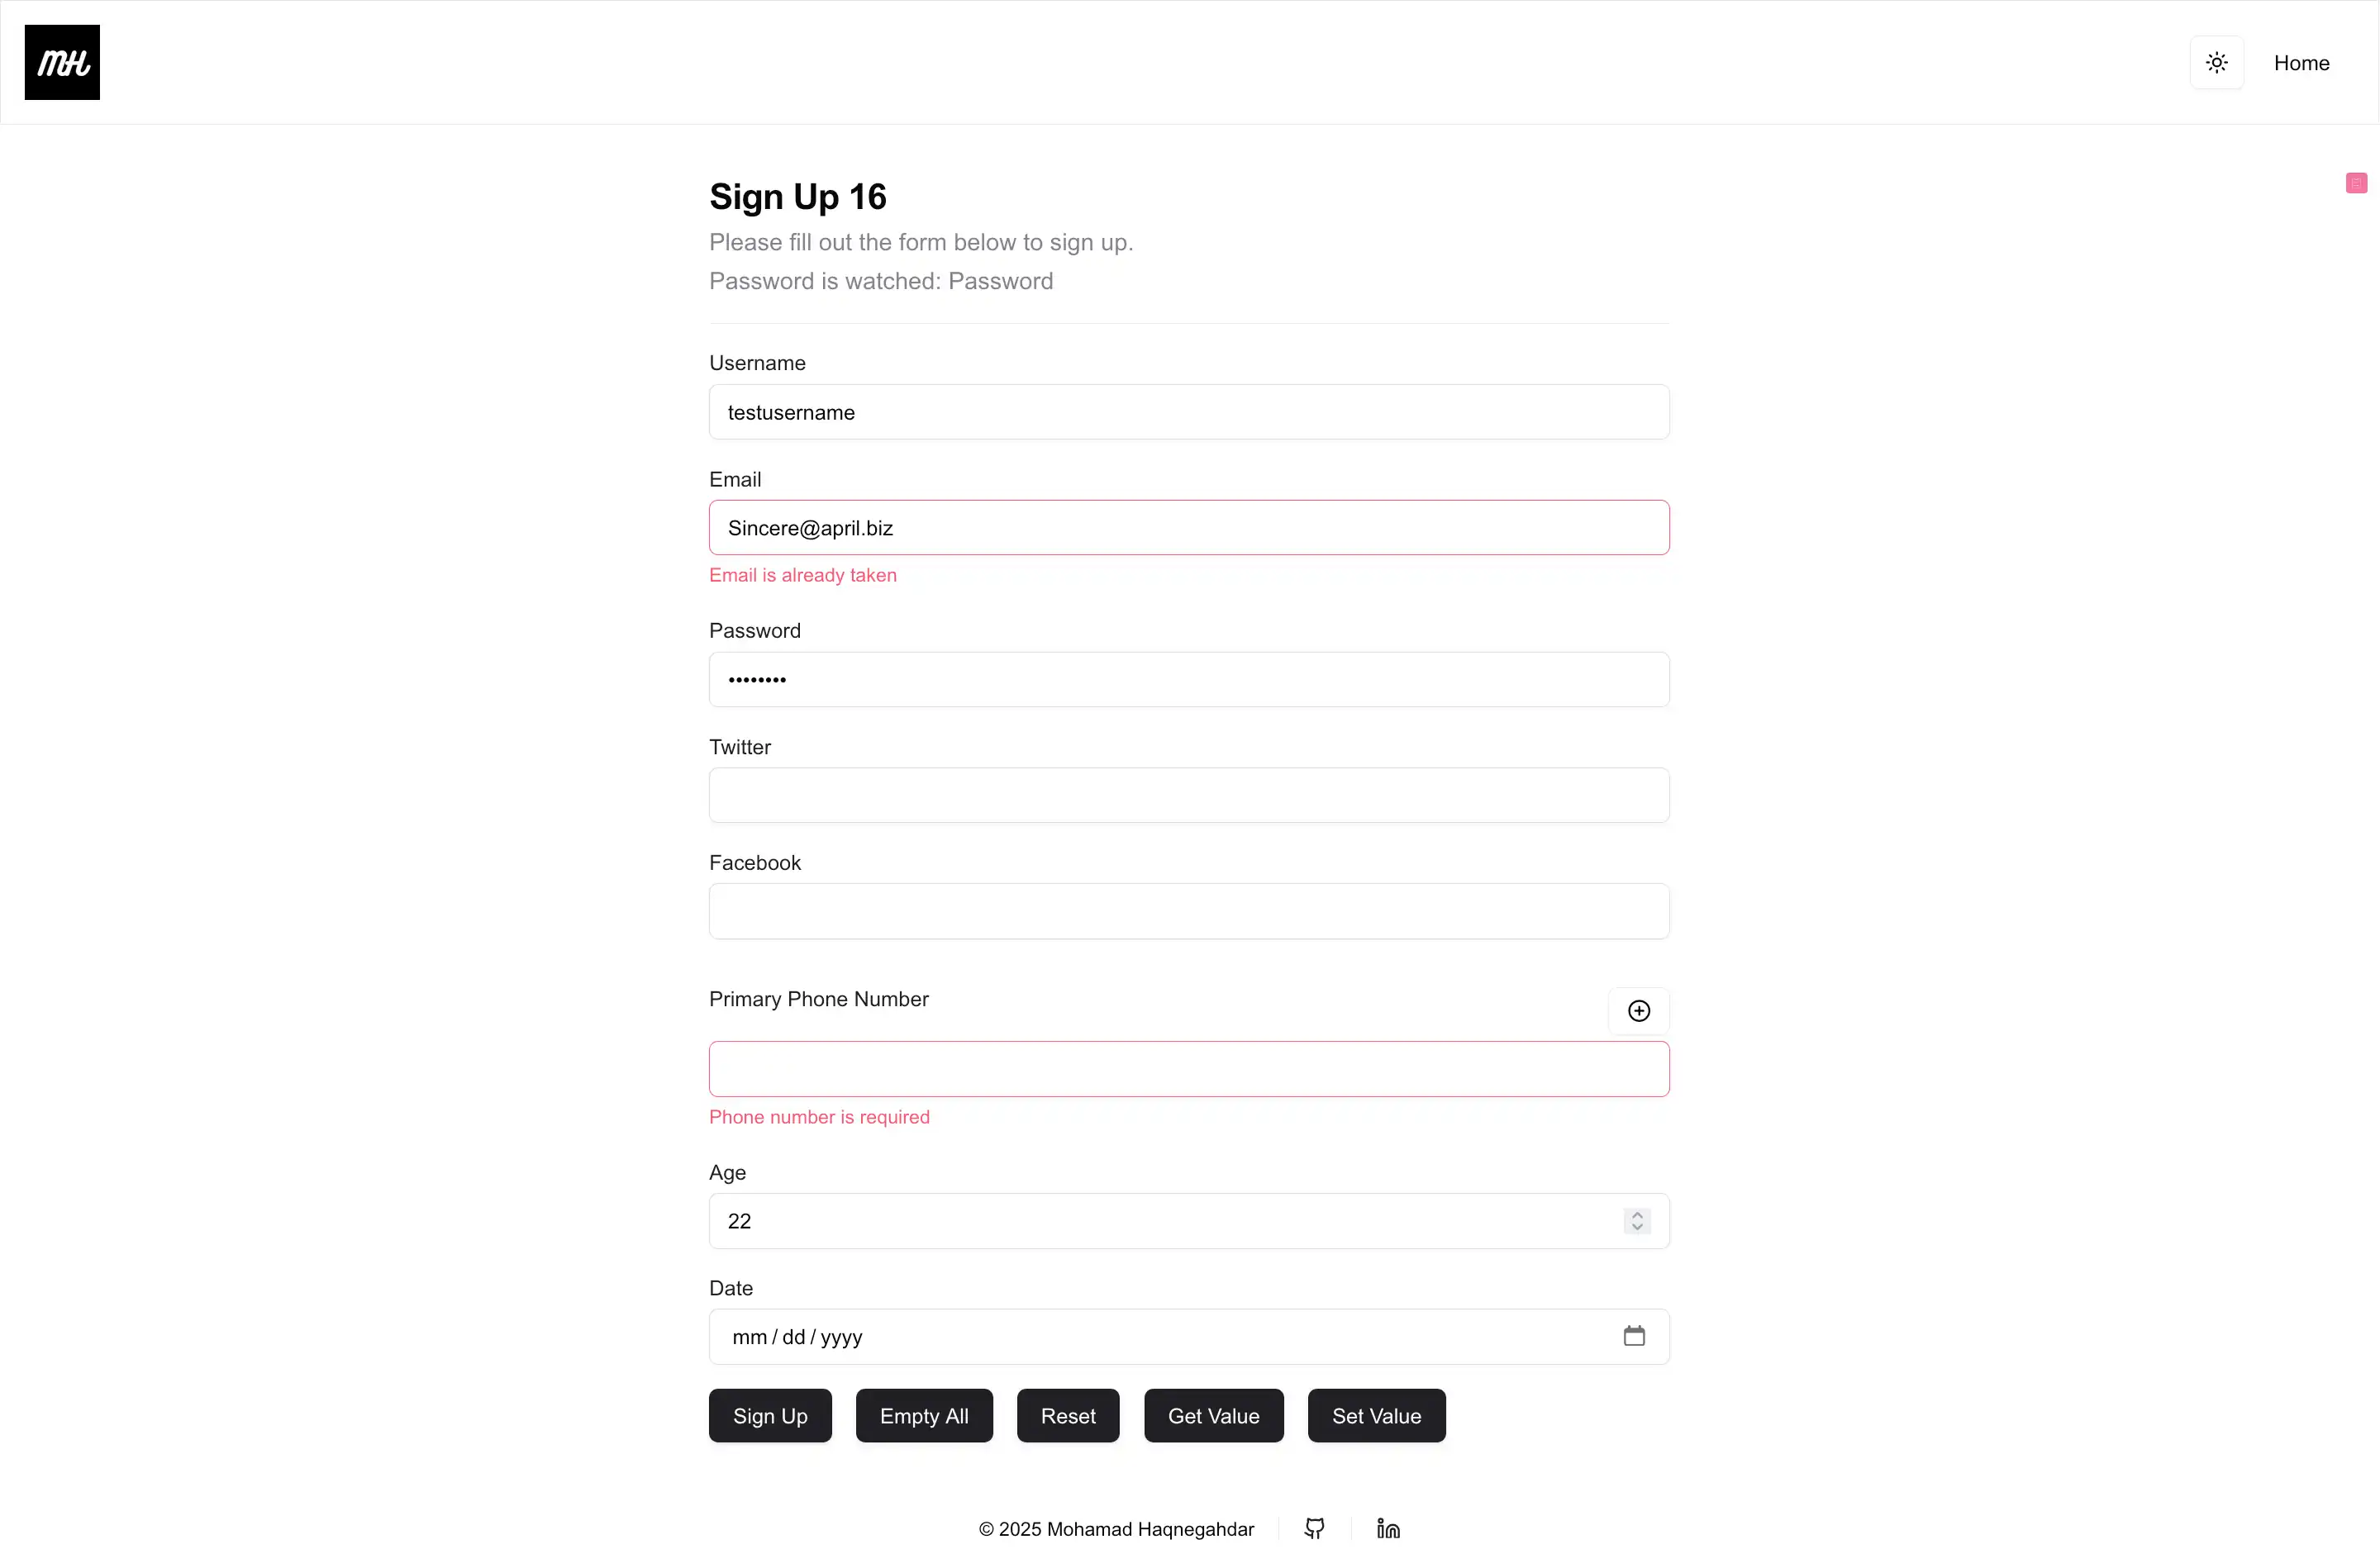 MH
Home
Sign Up 16
Please fill out the form below to sign up.
Password is watched: Password
Username
testusername
Email
Sincere@april.biz
Email is already taken
Password
••••••••
Twitter
Facebook
Primary Phone Number
Phone number is required
Age
22
Date
mm / dd / yyyy
Sign Up
Empty All
Reset
Get Value
Set Value
© 2025 Mohamad Haqnegahdar
in